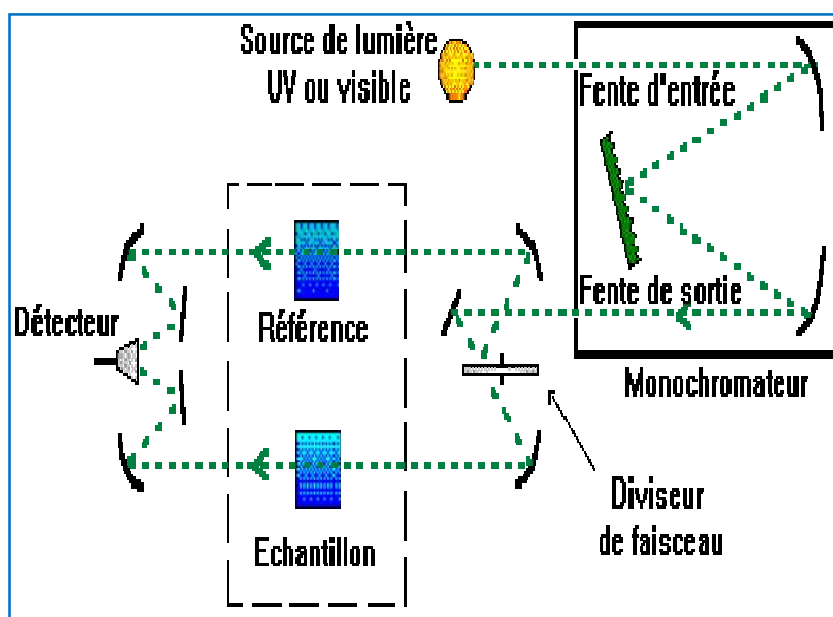 Source de lumière
UV ou visible
Fente d'entrée
Fente de sortie
Détecteur
Référence
Monochromateur
Diviseur
de faisceau
Echantillon